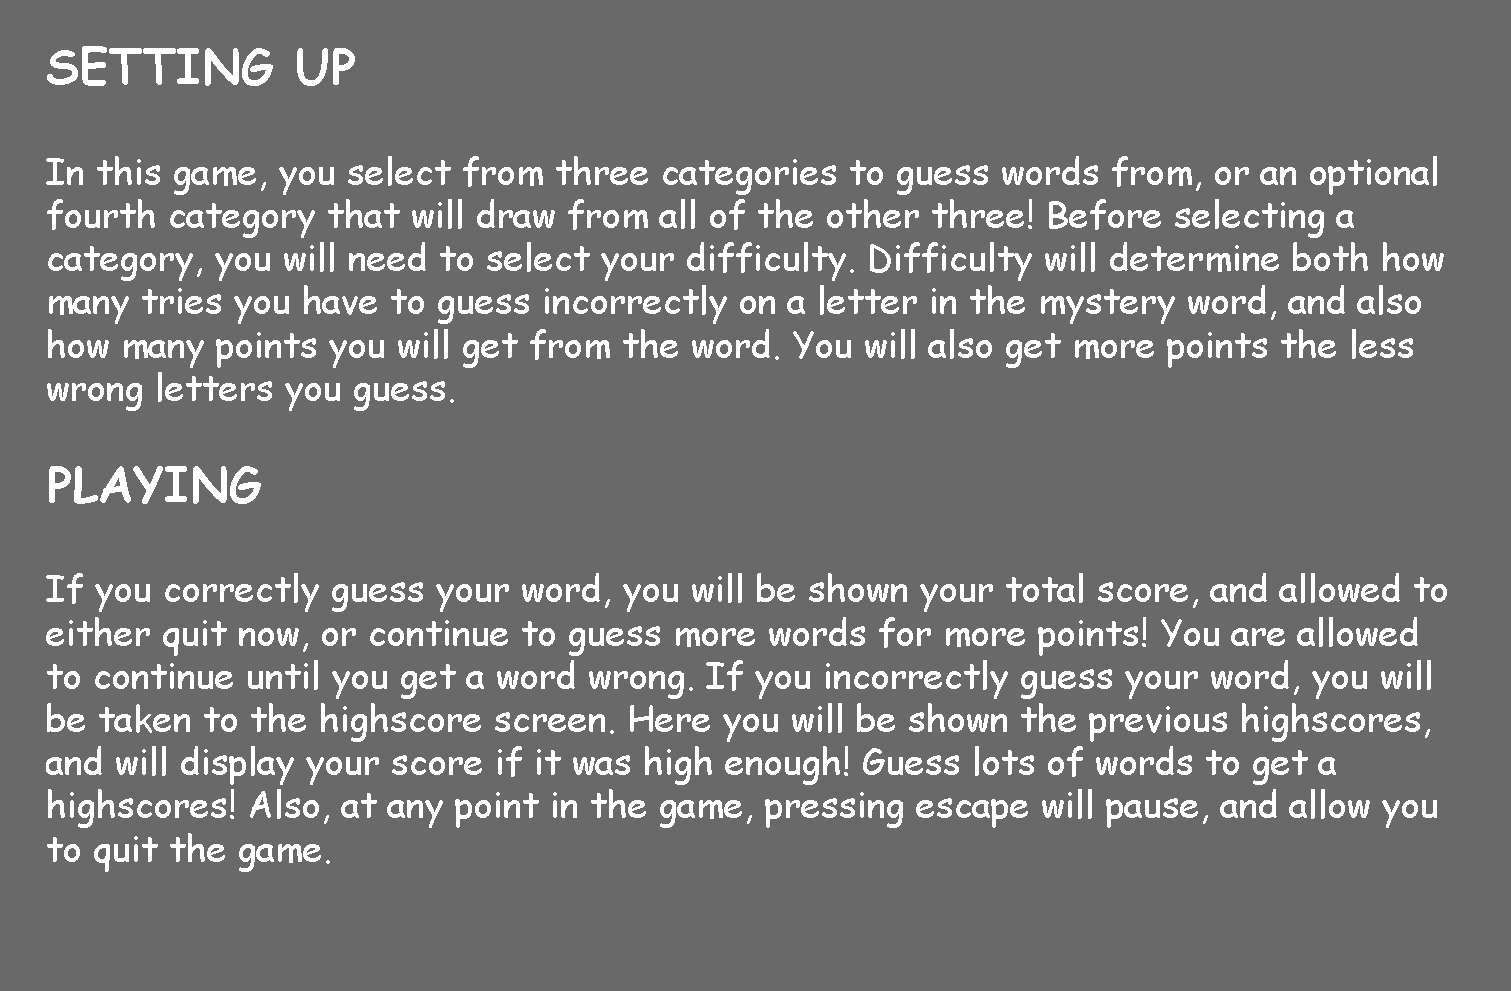 SETTING UP
In this game, you select from three categories to guess words from, or an optional
fourth category that will draw from all of the other three! Before selecting a
category, you will need to select your difficulty. Difficulty will determine both how
many tries you have to guess incorrectly on a letter in the mystery word, and also
how many points you will get from the word. You will also get more points the less
wrong letters you guess.
PLAYING
If you correctly guess your word, you will be shown your total score, and allowed to
either quit now, or continue to guess more words for more points! You are allowed
to continue until you get a word wrong. If you incorrectly guess your word, you will
be taken to the highscore screen. Here you will be shown the previous highscores,
and will display your score if it was high enough! Guess lots of words to get a
highscores! Also, at any point in the game, pressing escape will pause, and allow you
to quit the game.